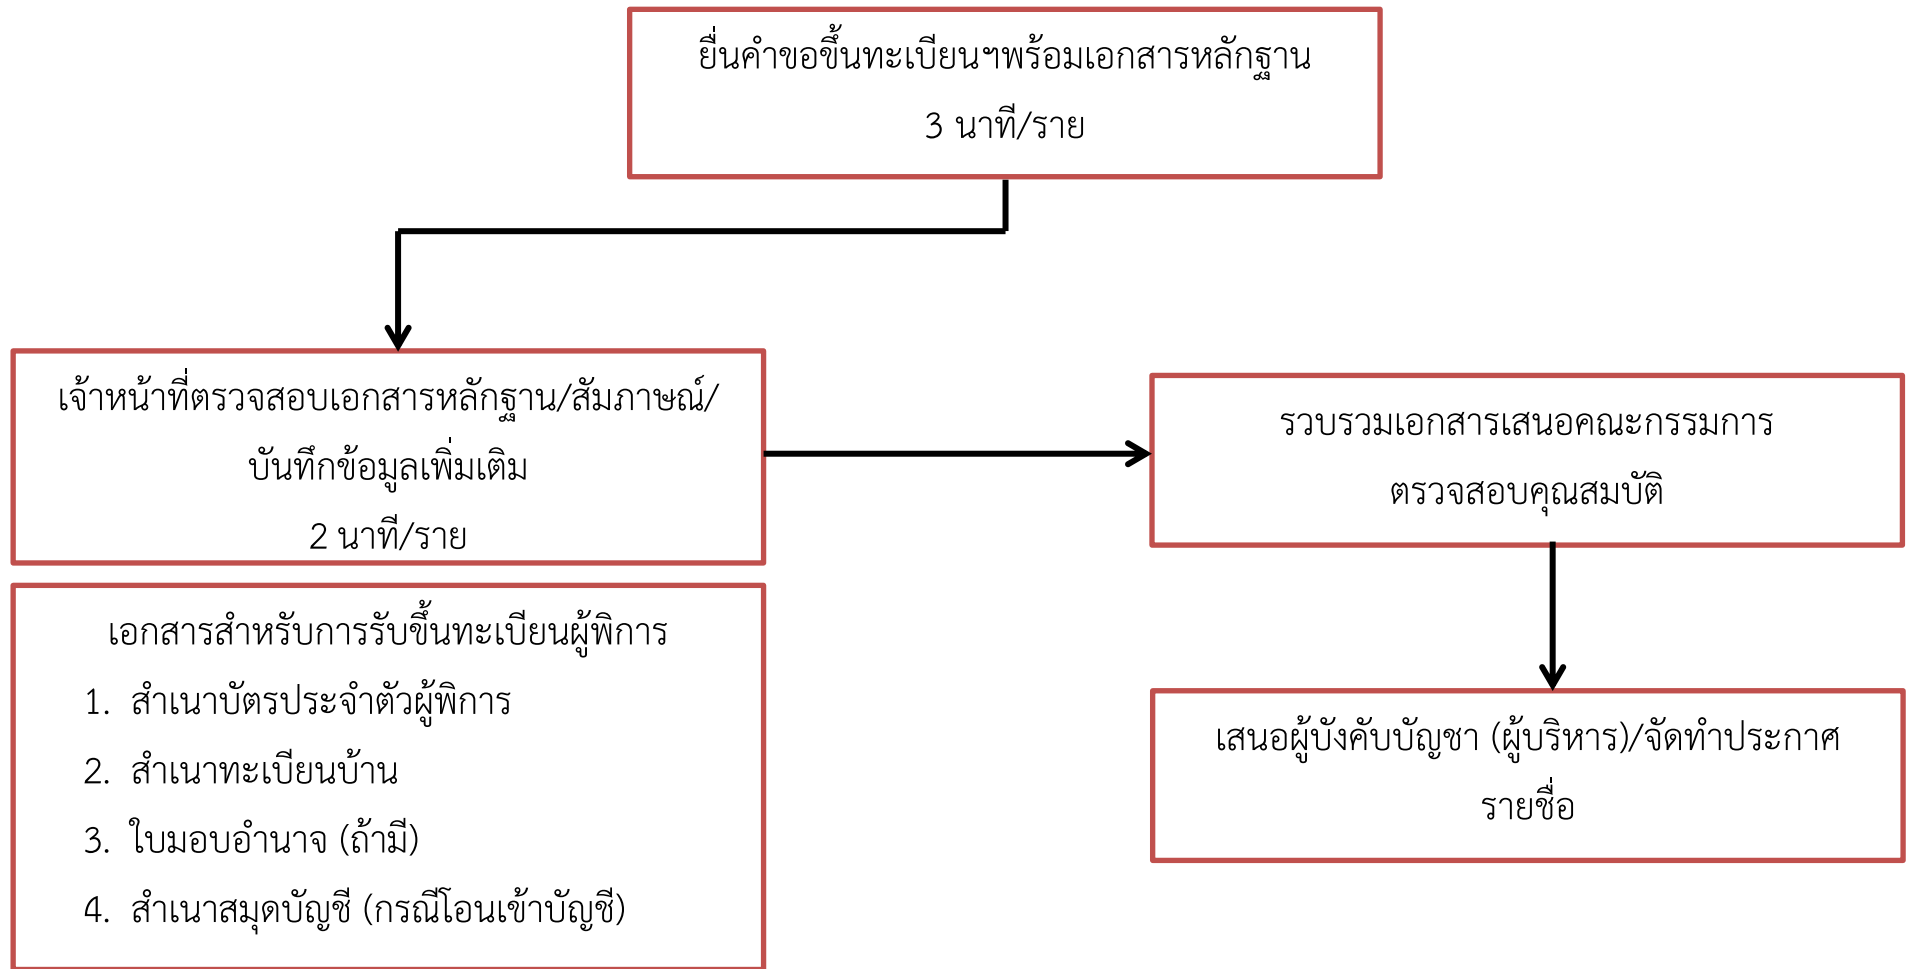 ยื่นคำขอขึ้นทะเบียนฯพร้อมเอกสารหลักฐาน
3 นาที/ราย
เจ้าหน้าที่ตรวจสอบเอกสารหลักฐาน/สัมภาษณ์/
บันทึกข้อมูลเพิ่มเติม
2 นาที/ราย
รวบรวมเอกสารเสนอคณะกรรมการ
ตรวจสอบคุณสมบัติ
เอกสารสำหรับการรับขึ้นทะเบียนผู้พิการ
1. สำเนาบัตรประจำตัวผู้พิการ
2. สำเนาทะเบียนบ้าน
3. ใบมอบอำนาจ (ถ้ามี)
4. สำเนาสมุดบัญชี (กรณีโอนเข้าบัญชี)
เสนอผู้บังคับบัญชา (ผู้บริหาร)/จัดทำประกาศ
รายชื่อ